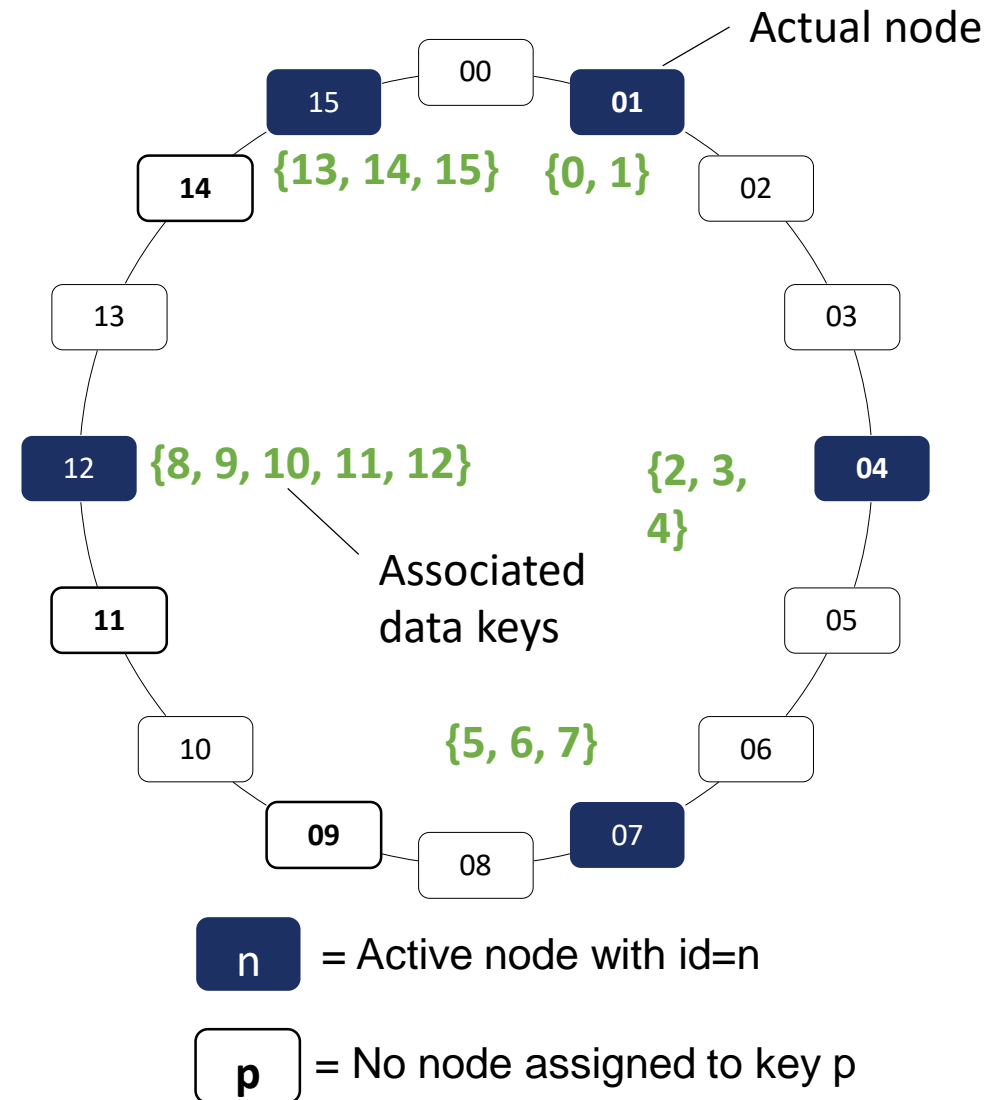 Actual node
00
15
01
{13, 14, 15}
{0, 1}
14
02
13
03
12
{8, 9, 10, 11, 12}
{2, 3,
4}
04
Associated
data keys
11
05
10
{5, 6, 7}
06
09
08
07
n = Active node with id=n
p = No node assigned to key p